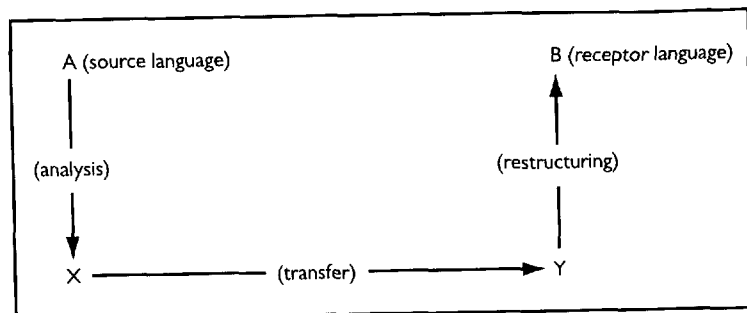 A (source language)
B (receptor language)
(analysis)
(restructuring)
X
(transfer)
Y